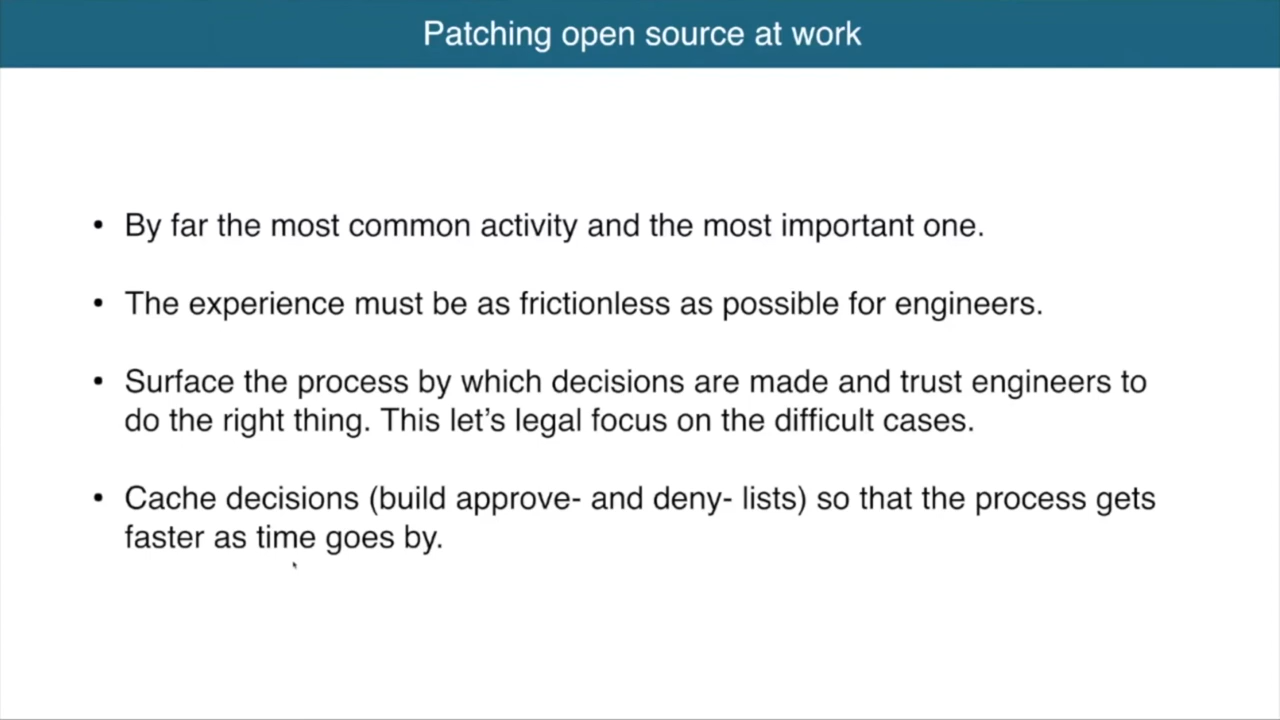 Patching open source at work
• By far the most common activity and the most important one.
• The experience must be as frictionless as possible for engineers.
• Surface the process by which decisions are made and trust engineers to
do the right thing. This let’s legal focus on the difficult cases.
• Cache decisions (build approve- and deny- lists) so that the process gets
faster as time goes by.